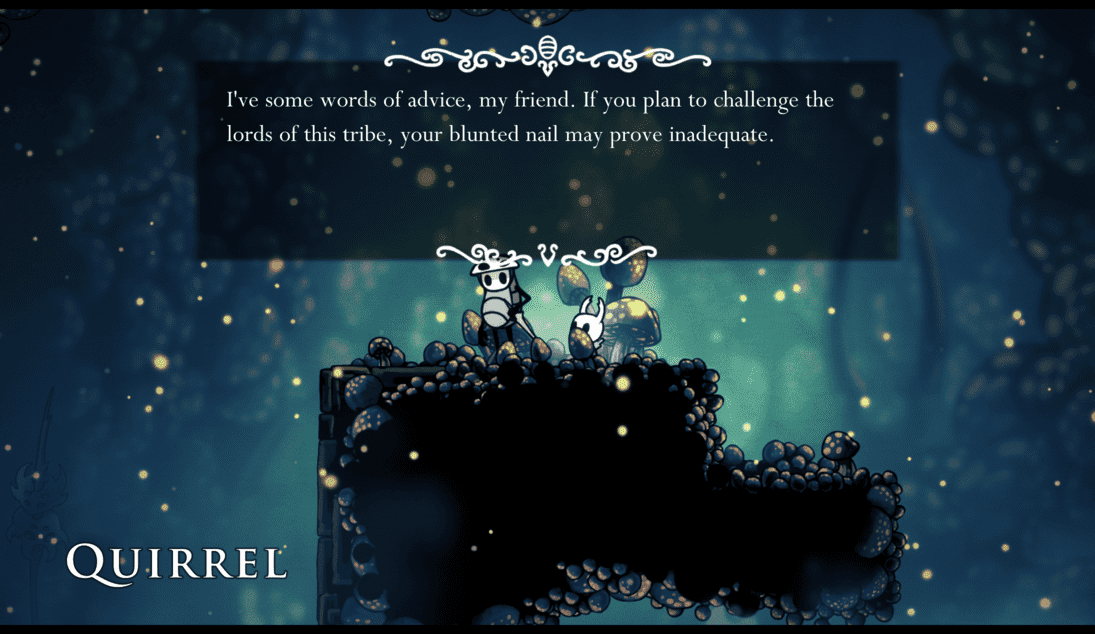 I've some words of advice, my friend. If you plan to challenge the
lords of this tribe, your blunted nail may prove inadequate.
QUIRREL